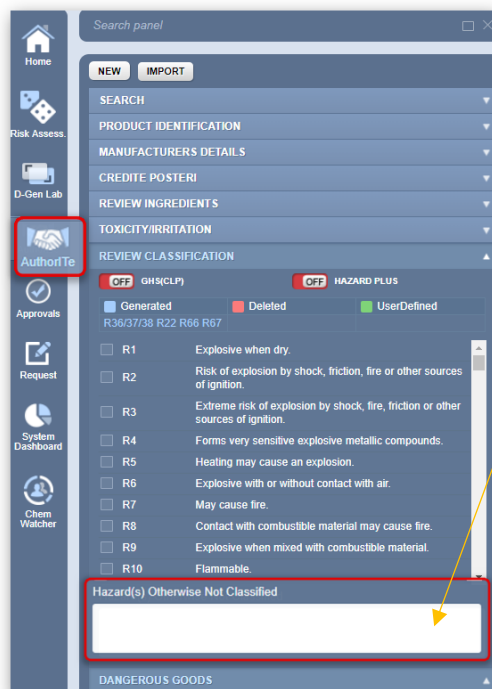 Search panel
Home
NEW IMPORT
SEARCH
PRODUCT IDENTIFICATION
Risk Assess.
MANUFACTURERS DETAILS
CREDITE POSTERI
D-Gen Lab
REVIEW INGREDIENTS
TOXICITY/IRRITATION
AuthorITe
REVIEW CLASSIFICATION
OFF GHS(CLP) OFF HAZARD PLUS
Generated Deleted UserDefined
Approvals
R36/37/38 R22 R66 R67
R1 Explosive when dry.
R2 Risk of explosion by shock, friction, fire or other sources
of ignition.
Request
R3 Extreme risk of explosion by shock, fire, friction or other
sources of ignition.
R4 Forms very sensitive explosive metallic compounds.
System
Dashboard
R5 Heating may cause an explosion.
R6 Explosive with or without contact with air.
R7 May cause fire.
Chem
Watcher
R8 Contact with combustible material may cause fire.
R9 Explosive when mixed with combustible material.
R10 Flammable.
Hazard(s) Otherwise Not Classified
DANGEROUS GOODS